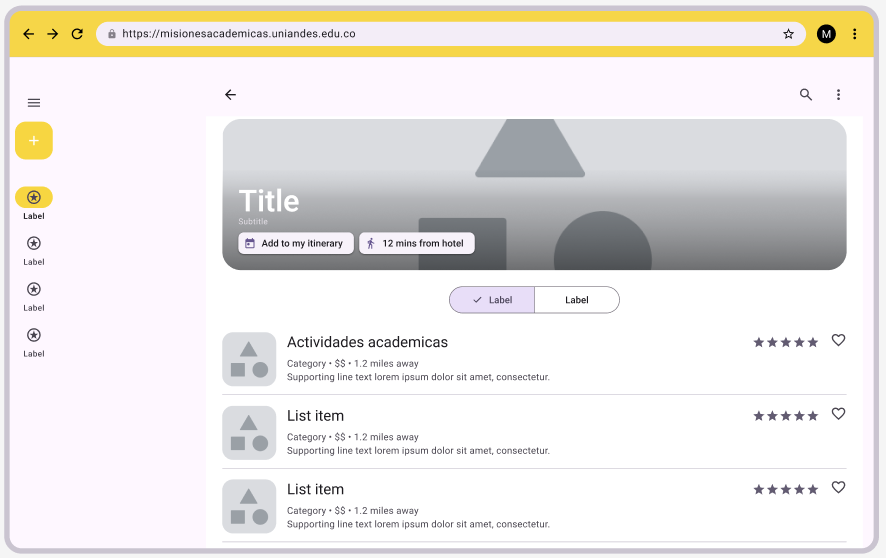 https://misionesacademicas.uniandes.edu.co
M
Label
Label
Label
Label
Title
Subtitle
Add to my itinerary
12 mins from hotel
Label
Label
Actividades academicas
Category • $$ • 1.2 miles away
Supporting line text lorem ipsum dolor sit amet, consectetur.
List item
Category • $$ • 1.2 miles away
Supporting line text lorem ipsum dolor sit amet, consectetur.
List item
Category • $$ • 1.2 miles away
Supporting line text lorem ipsum dolor sit amet, consectetur.